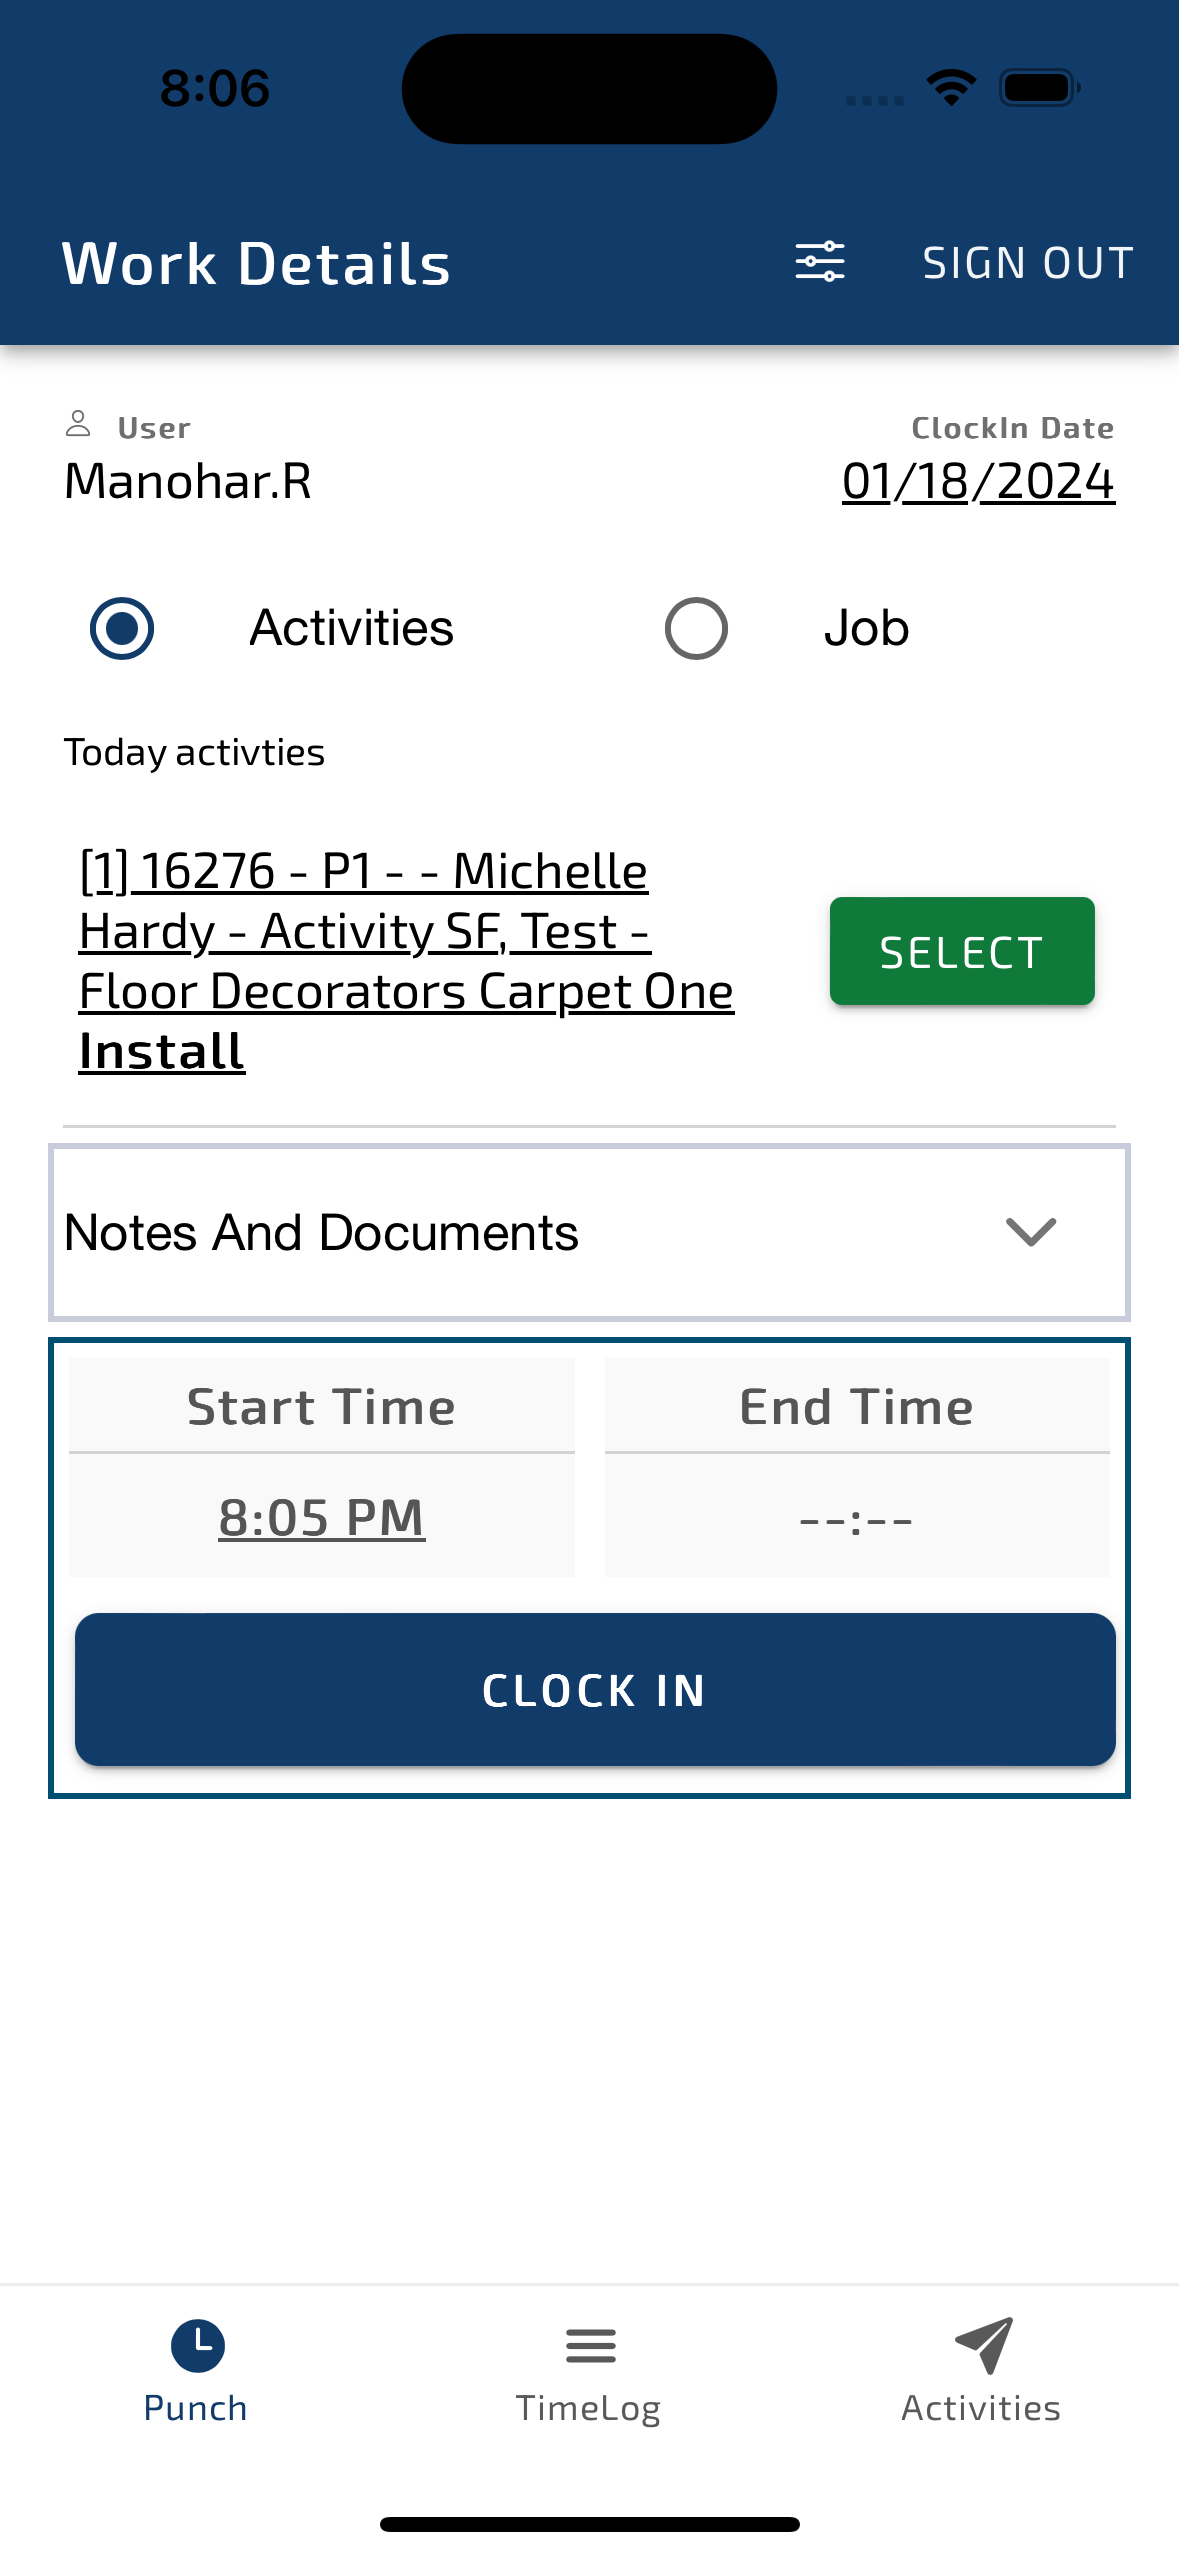 8:06
Work Details
SIGN OUT
User
ClockIn Date
Manohar.R
01/18/2024
Activities
Job
Today activties
[1] 16276 - P1 - - Michelle
Hardy - Activity SF, Test -
Floor Decorators Carpet One
Install
SELECT
Notes And Documents
Start Time
End Time
8:05 PM
--:--
CLOCK IN
Punch
TimeLog
Activities